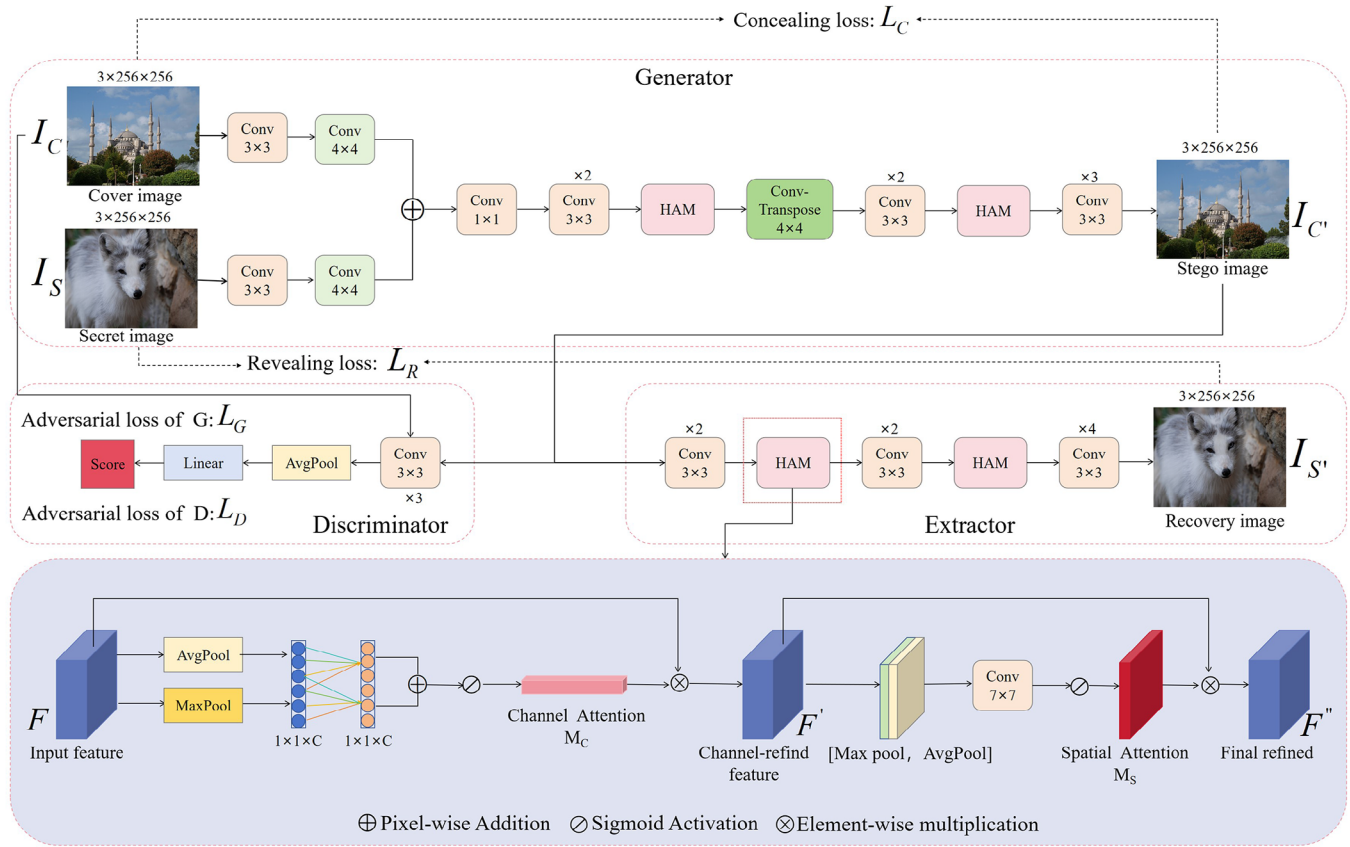 Concealing loss: L_C
Generator
3×256×256
I_C
Cover image
Conv
3×3
Conv
4×4
3×256×256
I_S
Secret image
Conv
3×3
Conv
4×4
Conv
1×1
×2
Conv
3×3
HAM
Conv-
Transpose
4×4
×2
Conv
3×3
HAM
×3
Conv
3×3
3×256×256
I_C'
Stego image
Revealing loss: L_R
Adversarial loss of G: L_G
Score
Linear
AvgPool
Conv
3×3
×3
Adversarial loss of D: L_D
Discriminator
×2
Conv
3×3
HAM
×2
Conv
3×3
HAM
×4
Conv
3×3
3×256×256
I_S'
Recovery image
Extractor
F
Input feature
AvgPool
MaxPool
1×1×C
1×1×C
Channel Attention
M_C
F'
Channel-refind
feature
[Max pool, AvgPool]
Conv
7×7
Spatial Attention
M_S
F"
Final refined
⊕ Pixel-wise Addition ⊘ Sigmoid Activation ⊗ Element-wise multiplication